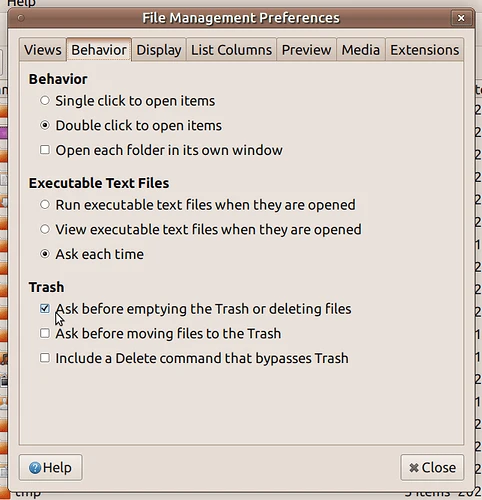 Help
File Management Preferences
Views Behavior Display List Columns Preview Media Extensions
Behavior
Single click to open items
Double click to open items
Open each folder in its own window
Executable Text Files
Run executable text files when they are opened
View executable text files when they are opened
Ask each time
Trash
Ask before emptying the Trash or deleting files
Ask before moving files to the Trash
Include a Delete command that bypasses Trash
Help Close
tmp 5 items